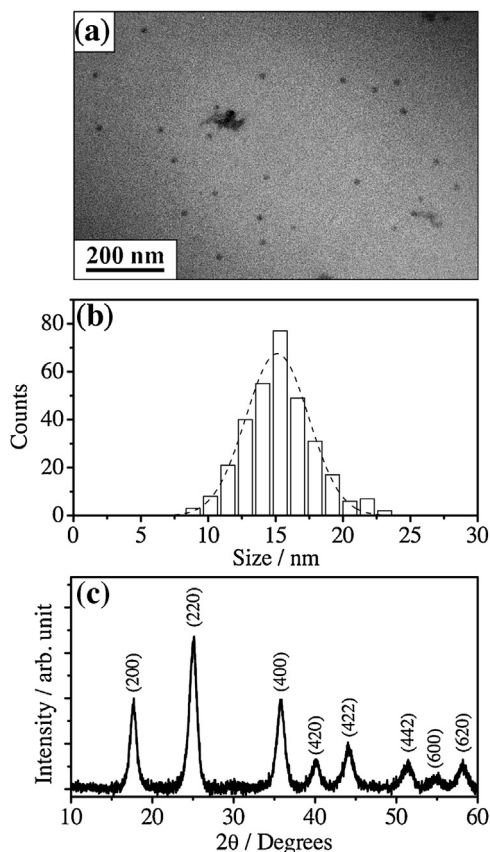 (a)
200 nm
(b)
Counts
80
60
40
20
0
0 5 10 15 20 25 30
Size / nm
(c)
Intensity / arb. unit
(200)
(220)
(400)
(420)
(422)
(442)
(600)
(620)
10 20 30 40 50 60
2θ / Degrees